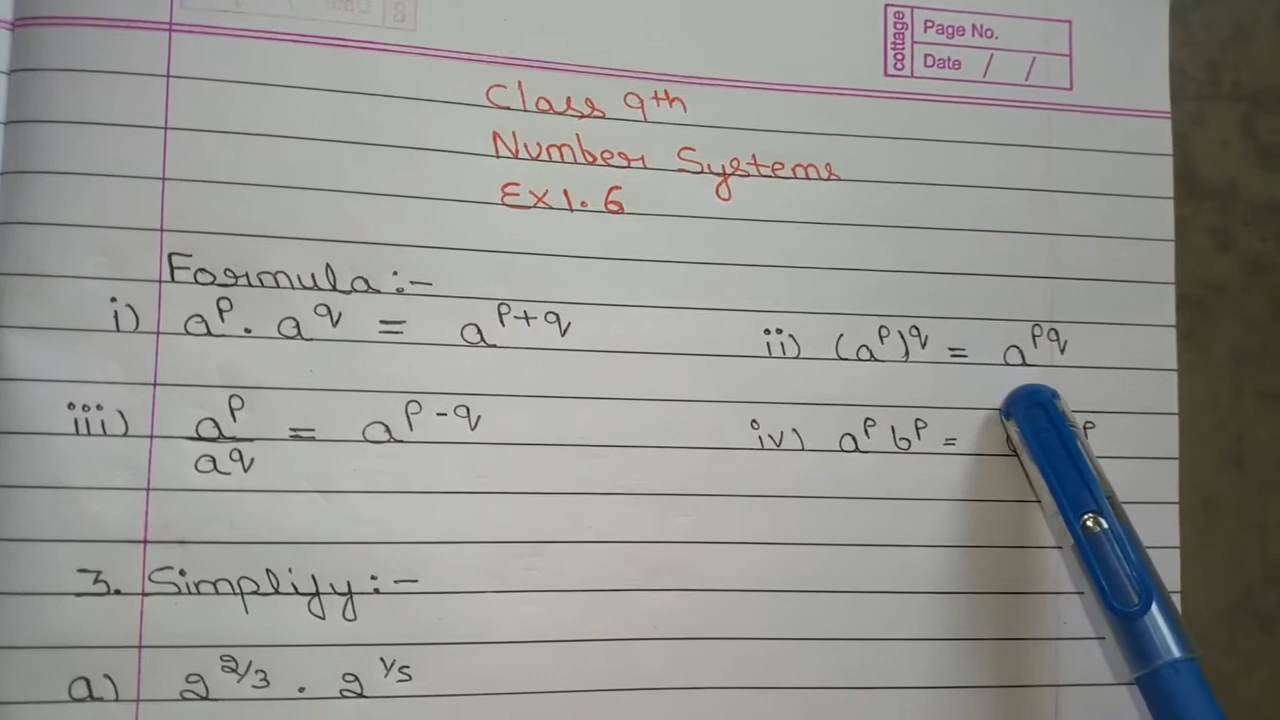 cottage
Page No.
Date / /
Class 9th
Number Systems
Ex 1.6
Formula:-
i) a^p . a^q = a^(p+q)
ii) (a^p)^q = a^(pq)
iii) a^p/a^q = a^(p-q)
iv) a^p b^p =
3. Simplify:-
a) 2^(2/3) . 2^(1/5)